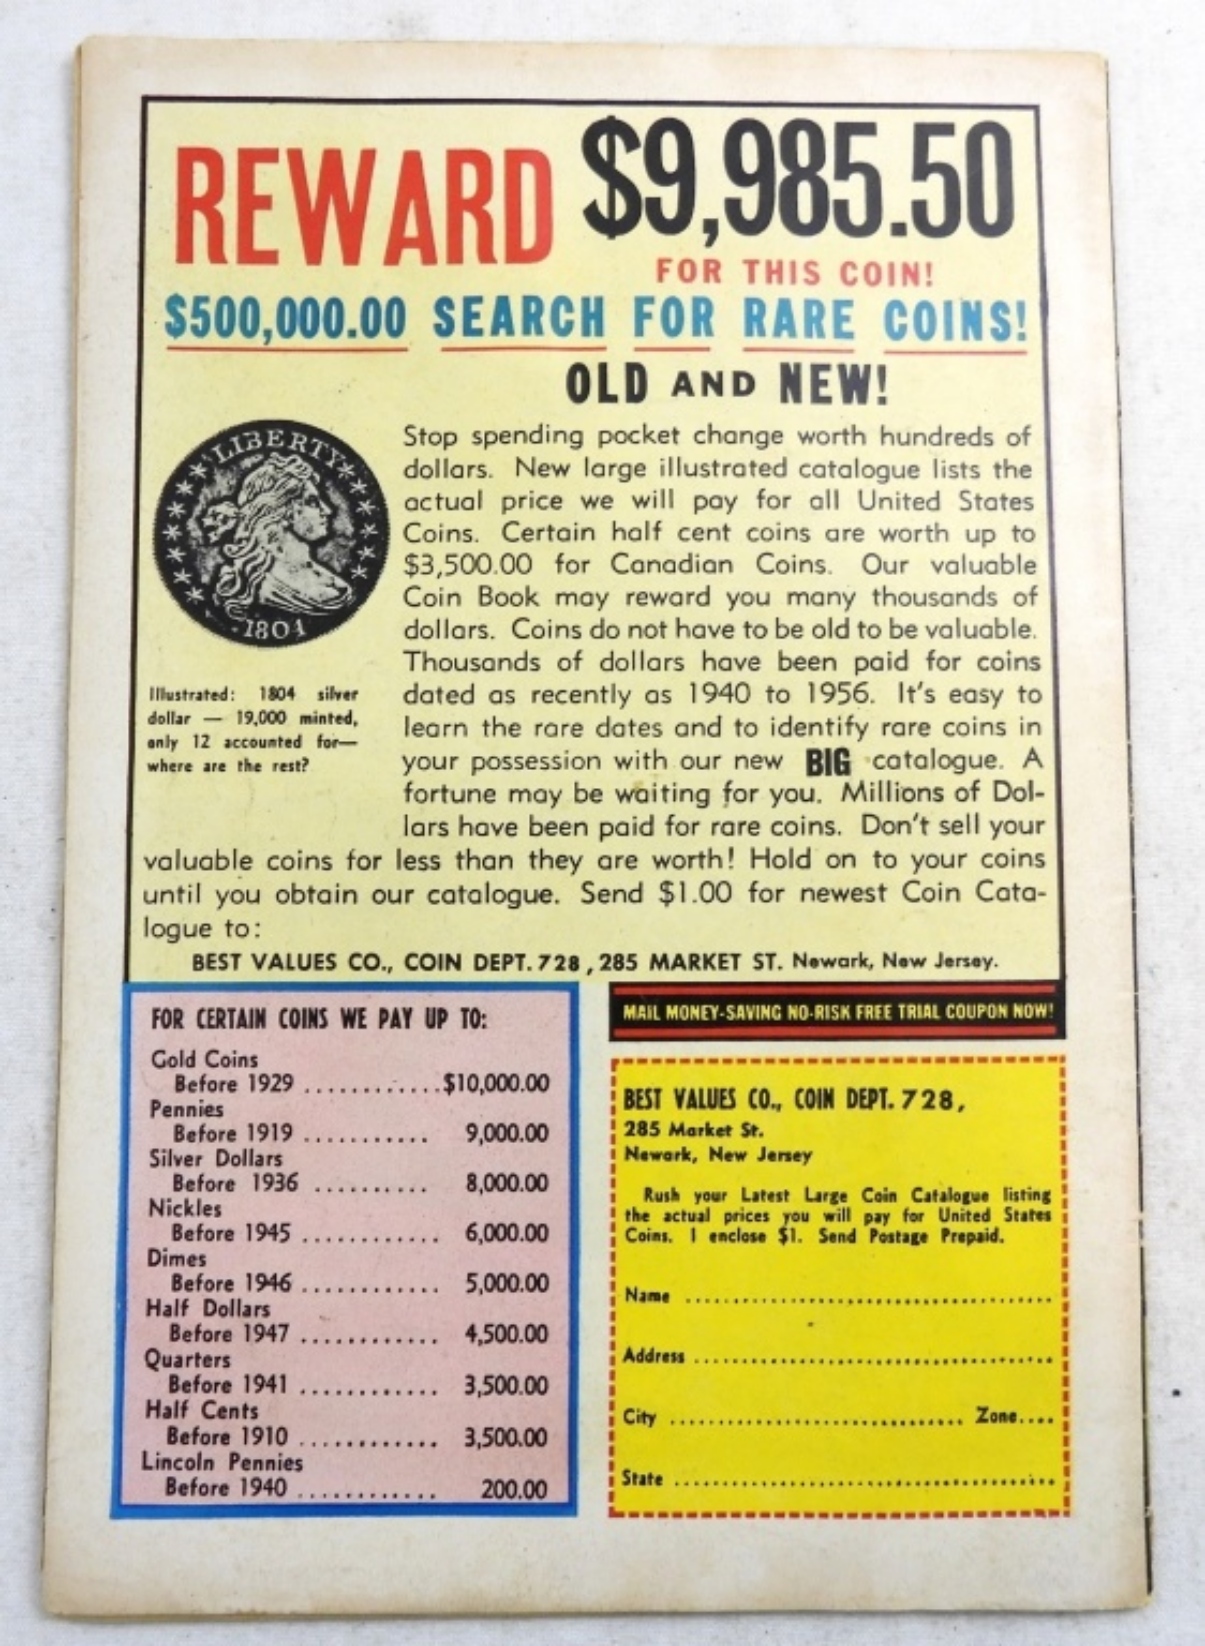 REWARD $9,985.50
FOR THIS COIN!
$500,000.00 SEARCH FOR RARE COINS!
OLD AND NEW!
LIBERTY
1804
Illustrated: 1804 silver
dollar — 19,000 minted,
only 12 accounted for—
where are the rest?
Stop spending pocket change worth hundreds of
dollars. New large illustrated catalogue lists the
actual price we will pay for all United States
Coins. Certain half cent coins are worth up to
$3,500.00 for Canadian Coins. Our valuable
Coin Book may reward you many thousands of
dollars. Coins do not have to be old to be valuable.
Thousands of dollars have been paid for coins
dated as recently as 1940 to 1956. It's easy to
learn the rare dates and to identify rare coins in
your possession with our new BIG catalogue. A
fortune may be waiting for you. Millions of Dol-
lars have been paid for rare coins. Don't sell your
valuable coins for less than they are worth! Hold on to your coins
until you obtain our catalogue. Send $1.00 for newest Coin Cata-
logue to:
BEST VALUES CO., COIN DEPT. 728, 285 MARKET ST. Newark, New Jersey.
FOR CERTAIN COINS WE PAY UP TO:
Gold Coins
Before 1929 ............$10,000.00
Pennies
Before 1919 ........... 9,000.00
Silver Dollars
Before 1936 .......... 8,000.00
Nickles
Before 1945 ............ 6,000.00
Dimes
Before 1946 ............ 5,000.00
Half Dollars
Before 1947 ............ 4,500.00
Quarters
Before 1941 ............ 3,500.00
Half Cents
Before 1910 ............ 3,500.00
Lincoln Pennies
Before 1940 ............ 200.00
MAIL MONEY-SAVING NO-RISK FREE TRIAL COUPON NOW!
BEST VALUES CO., COIN DEPT. 728,
285 Market St.
Newark, New Jersey
Rush your Latest Large Coin Catalogue listing
the actual prices you will pay for United States
Coins. I enclose $1. Send Postage Prepaid.
Name ........................................
Address ........................................
City ................................ Zone....
State ........................................